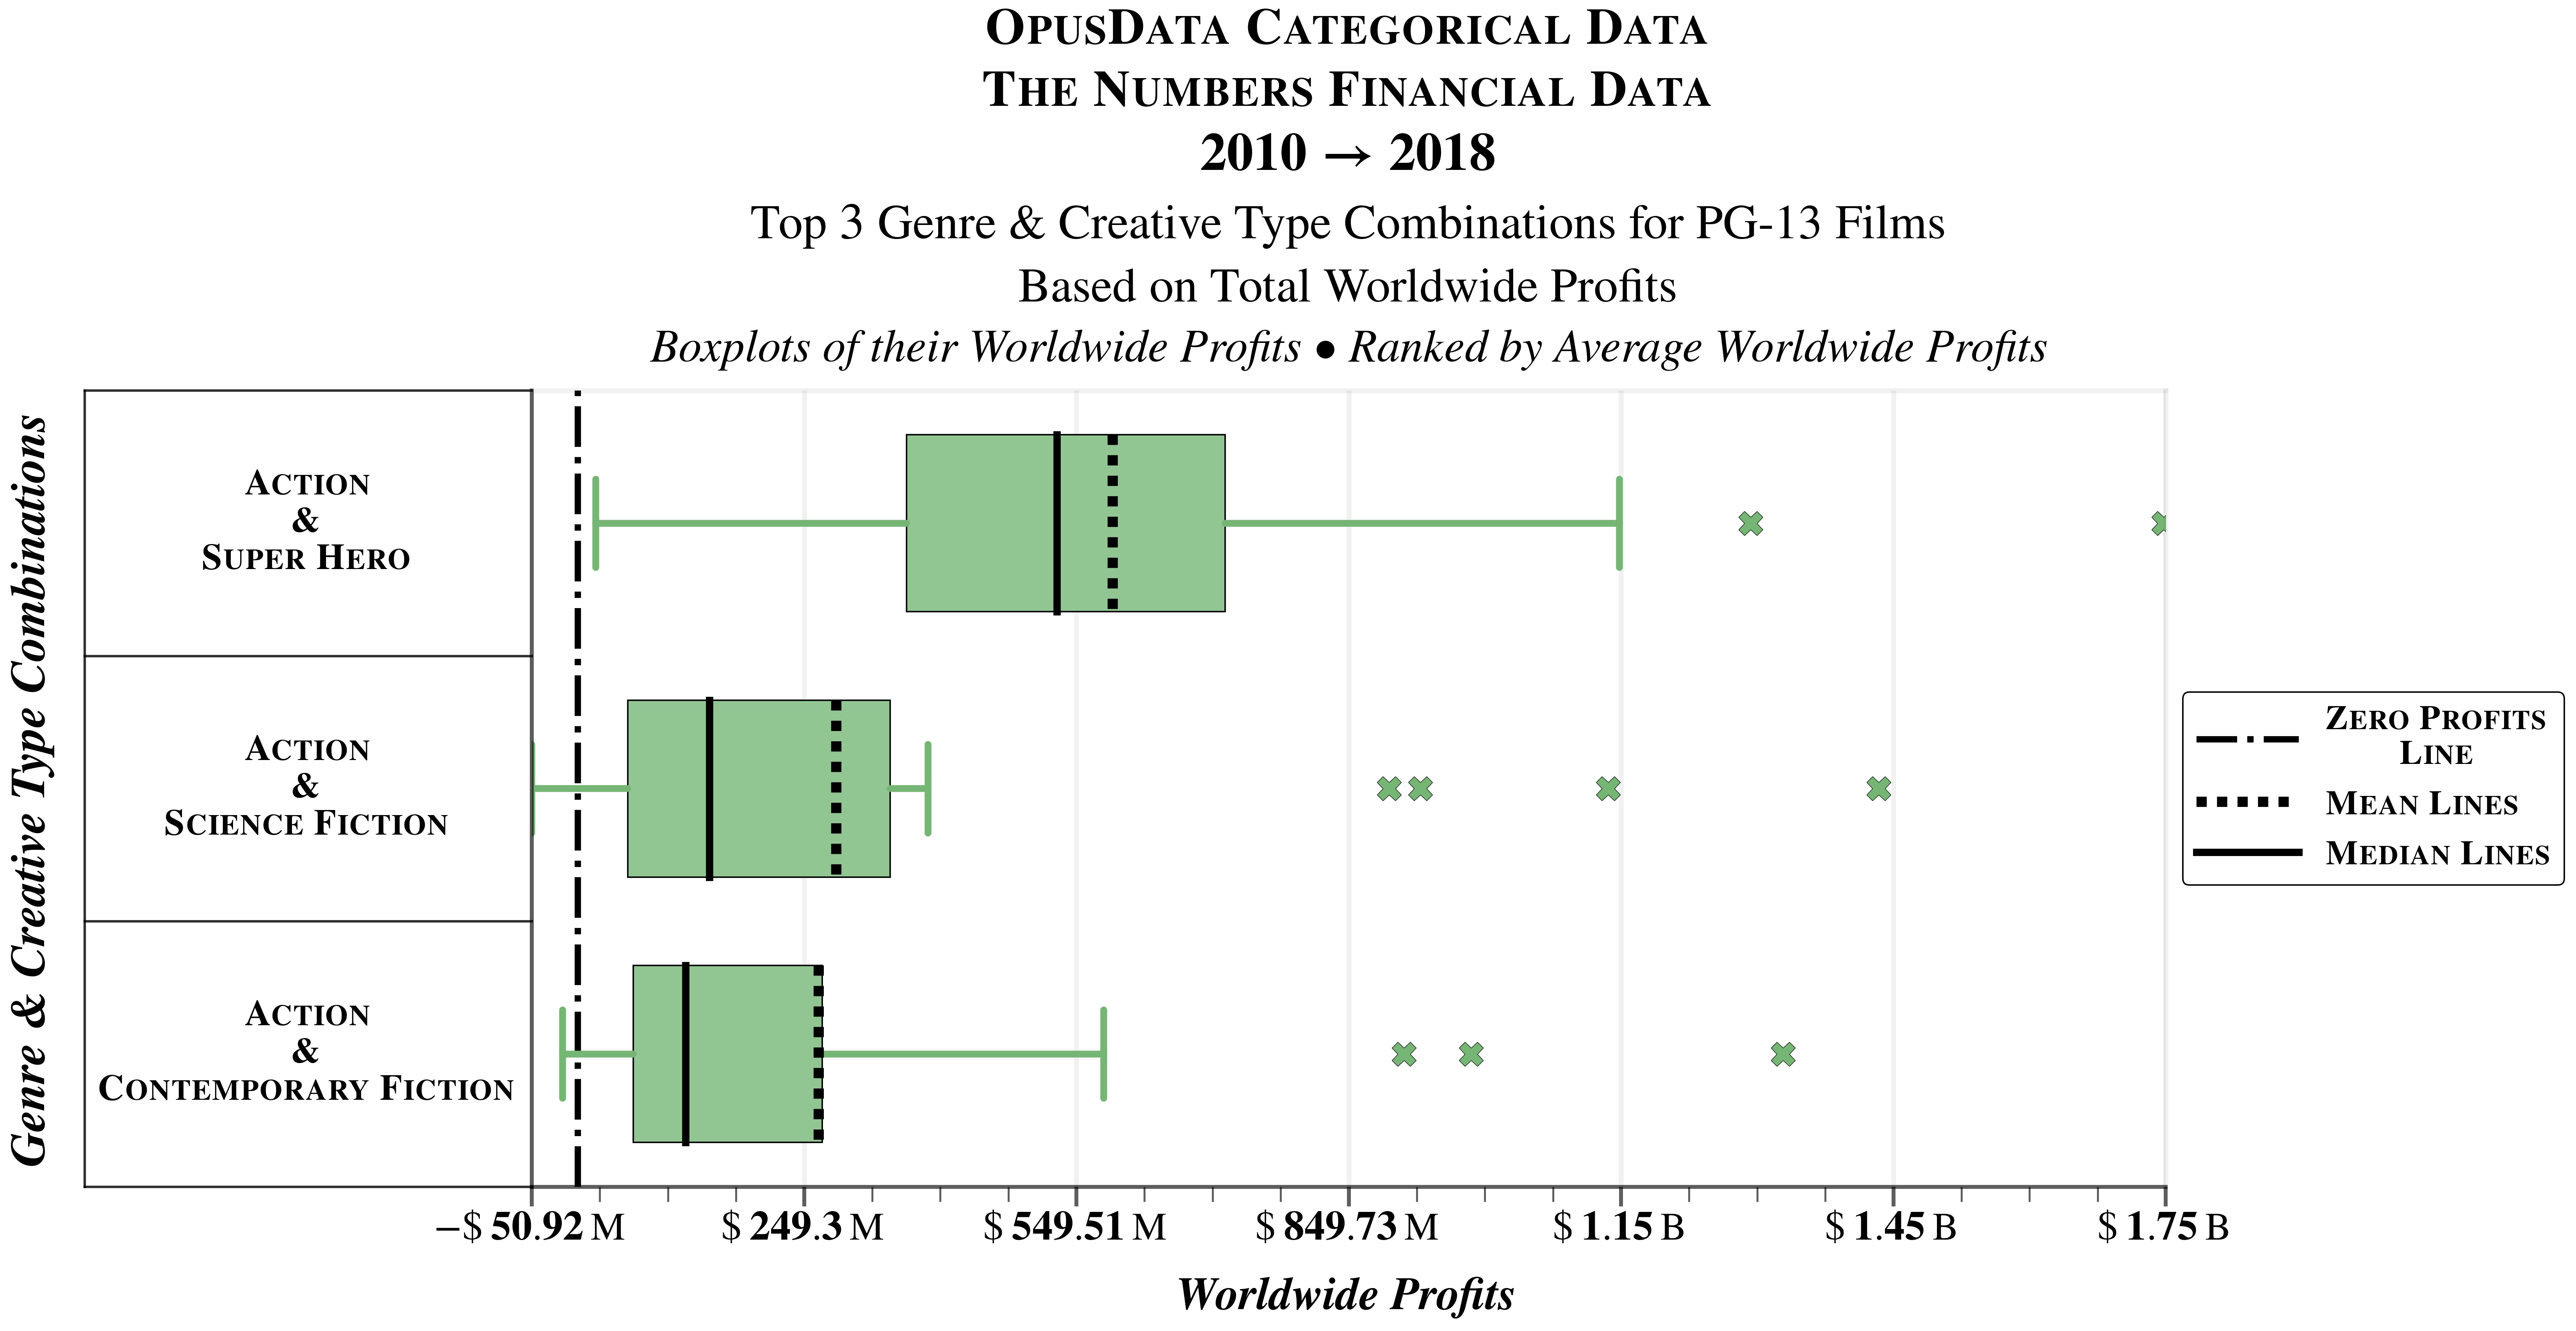 OpusData Categorical Data
The Numbers Financial Data
2010 → 2018
Top 3 Genre & Creative Type Combinations for PG-13 Films
Based on Total Worldwide Profits
Boxplots of their Worldwide Profits ● Ranked by Average Worldwide Profits
Genre & Creative Type Combinations
Action
&
Super Hero
Action
&
Science Fiction
Action
&
Contemporary Fiction
Zero Profits
Line
Mean Lines
Median Lines
−$ 50.92 M
$ 249.3 M
$ 549.51 M
$ 849.73 M
$ 1.15 B
$ 1.45 B
$ 1.75 B
Worldwide Profits